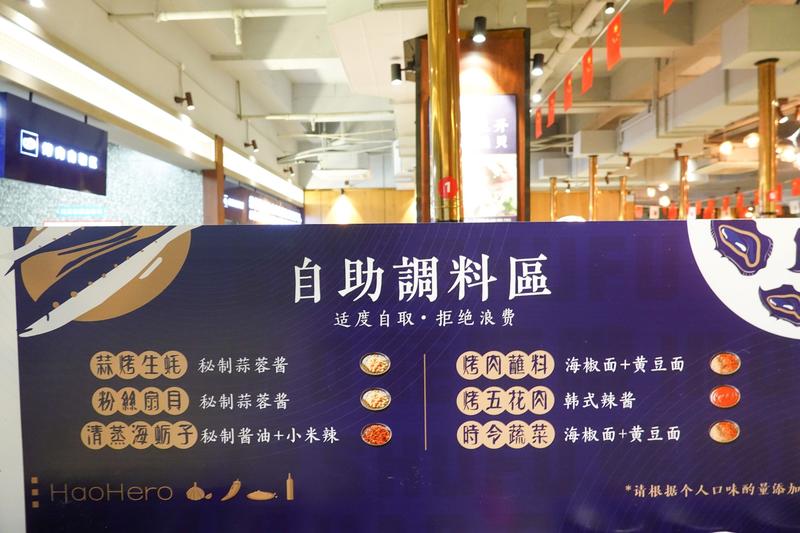 自助調料區
适度自取·拒绝浪费
蒜烤生蚝 秘制蒜蓉酱
粉絲扇貝 秘制蒜蓉酱
清蒸海蛎子 秘制酱油+小米辣
烤肉蘸料 海椒面+黄豆面
烤五花肉 韩式辣酱
時令蔬菜 海椒面+黄豆面
HaoHero
*请根据个人口味酌量添加